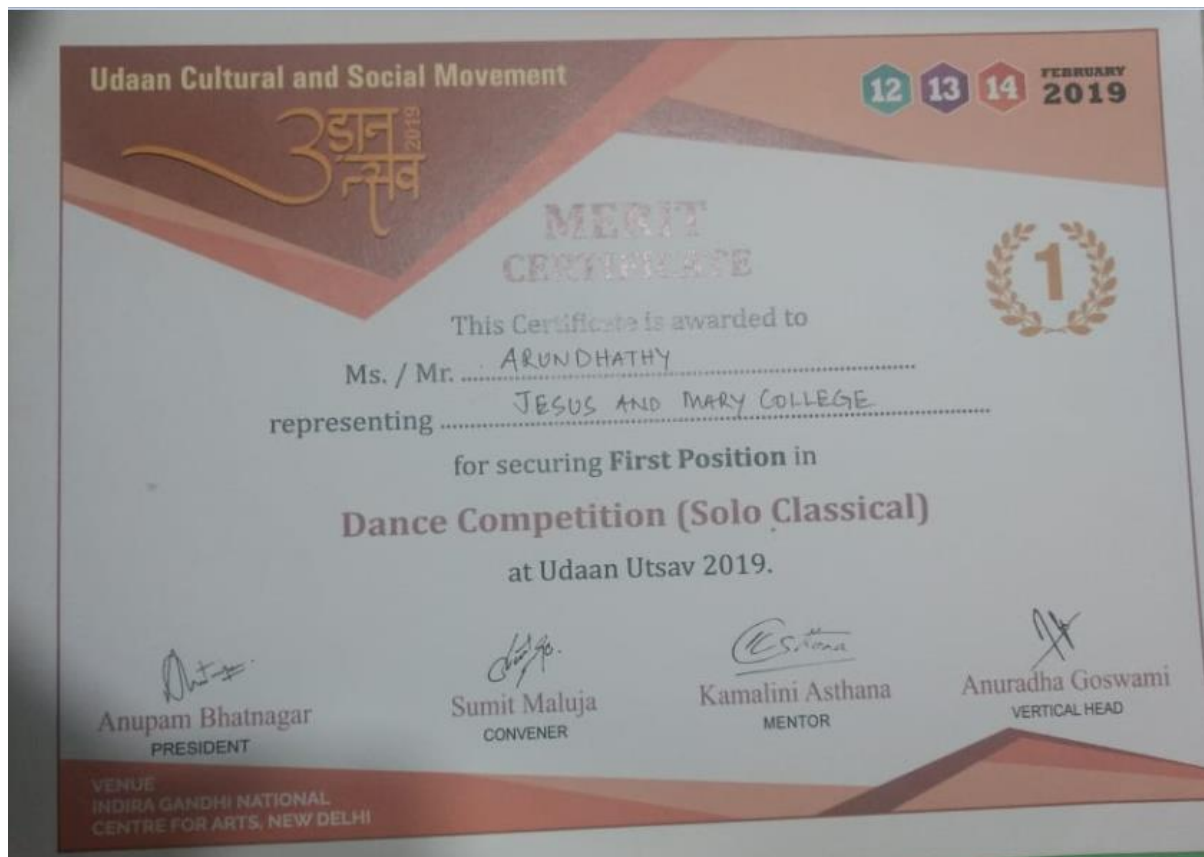 Udaan Cultural and Social Movement
12 13 14 FEBRUARY 2019
उड़ान 2019
उत्सव
MERIT
CERTIFICATE
1
This Certificate is awarded to
Ms. / Mr. ARUNDHATHY
representing JESUS AND MARY COLLEGE
for securing First Position in
Dance Competition (Solo Classical)
at Udaan Utsav 2019.
Anupam Bhatnagar
PRESIDENT
Sumit Maluja
CONVENER
Kamalini Asthana
MENTOR
Anuradha Goswami
VERTICAL HEAD
VENUE
INDIRA GANDHI NATIONAL
CENTRE FOR ARTS, NEW DELHI